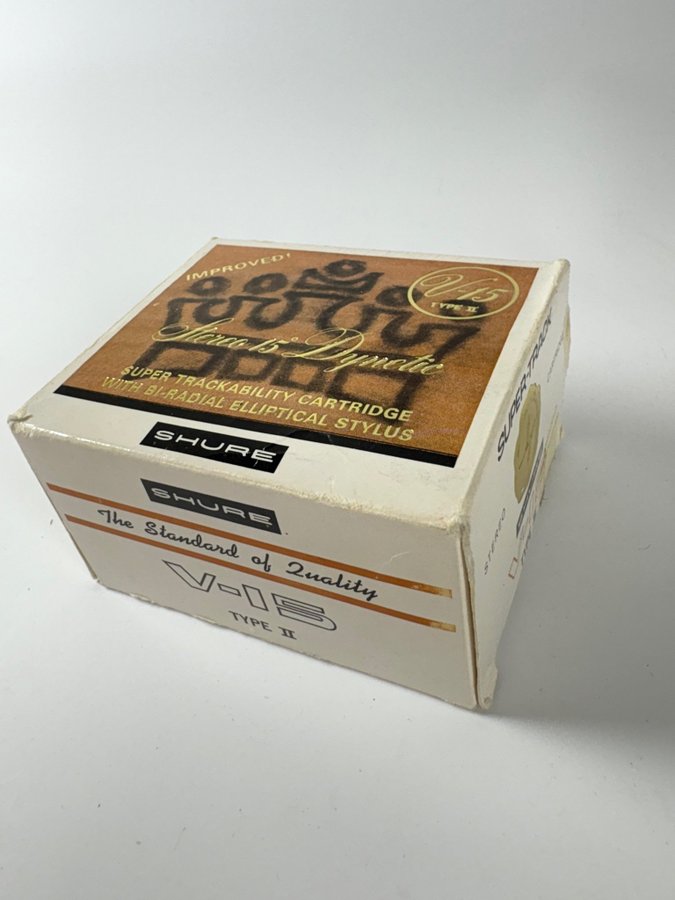 IMPROVED!
V-15
TYPE II
Stereo 15° Dynetic
SUPER TRACKABILITY CARTRIDGE
WITH BI-RADIAL ELLIPTICAL STYLUS
SHURE
SHURE
The Standard of Quality
V-15
TYPE II
SUPER-TRACK
STEREO